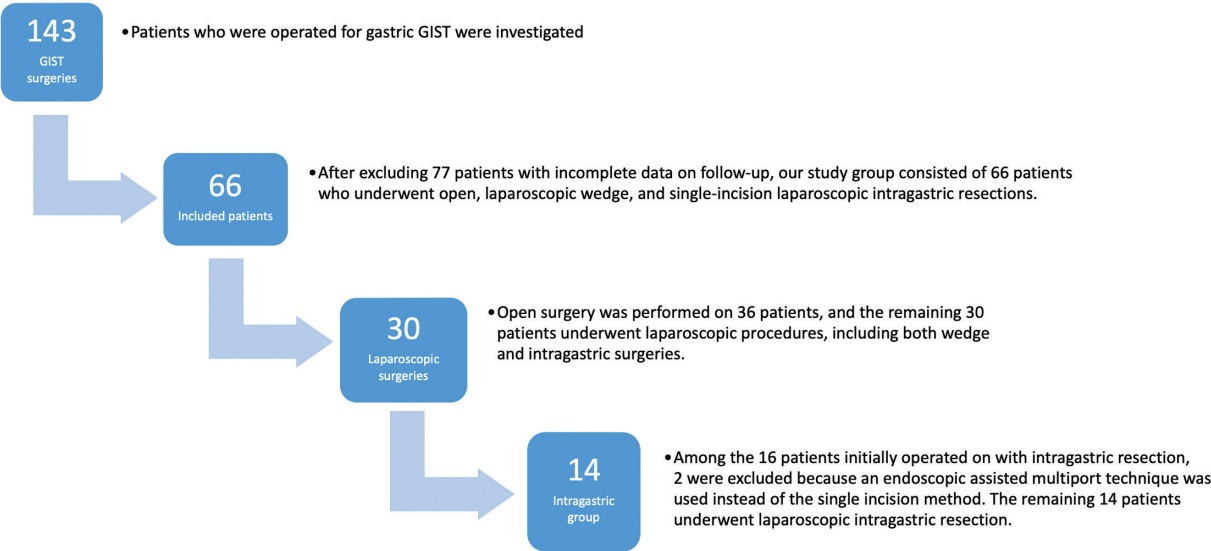 143
GIST
surgeries
•Patients who were operated for gastric GIST were investigated
66
Included patients
•After excluding 77 patients with incomplete data on follow-up, our study group consisted of 66 patients
who underwent open, laparoscopic wedge, and single-incision laparoscopic intragastric resections.
30
Laparoscopic
surgeries
•Open surgery was performed on 36 patients, and the remaining 30
patients underwent laparoscopic procedures, including both wedge
and intragastric surgeries.
14
Intragastric
group
•Among the 16 patients initially operated on with intragastric resection,
2 were excluded because an endoscopic assisted multiport technique was
used instead of the single incision method. The remaining 14 patients
underwent laparoscopic intragastric resection.